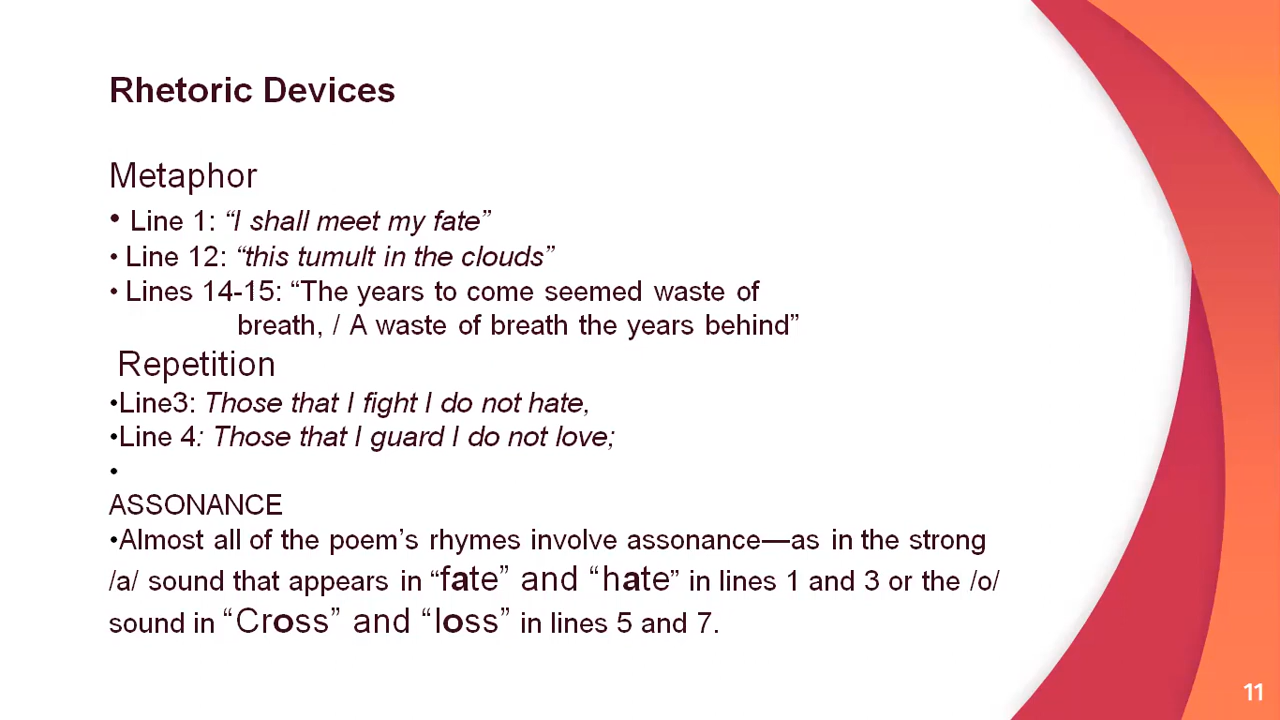 Rhetoric Devices
Metaphor
• Line 1: “I shall meet my fate”
• Line 12: “this tumult in the clouds”
• Lines 14-15: “The years to come seemed waste of
breath, / A waste of breath the years behind”
Repetition
•Line3: Those that I fight I do not hate,
•Line 4: Those that I guard I do not love;
•
ASSONANCE
•Almost all of the poem’s rhymes involve assonance—as in the strong
/a/ sound that appears in “fate” and “hate” in lines 1 and 3 or the /o/
sound in “Cross” and “loss” in lines 5 and 7.
11